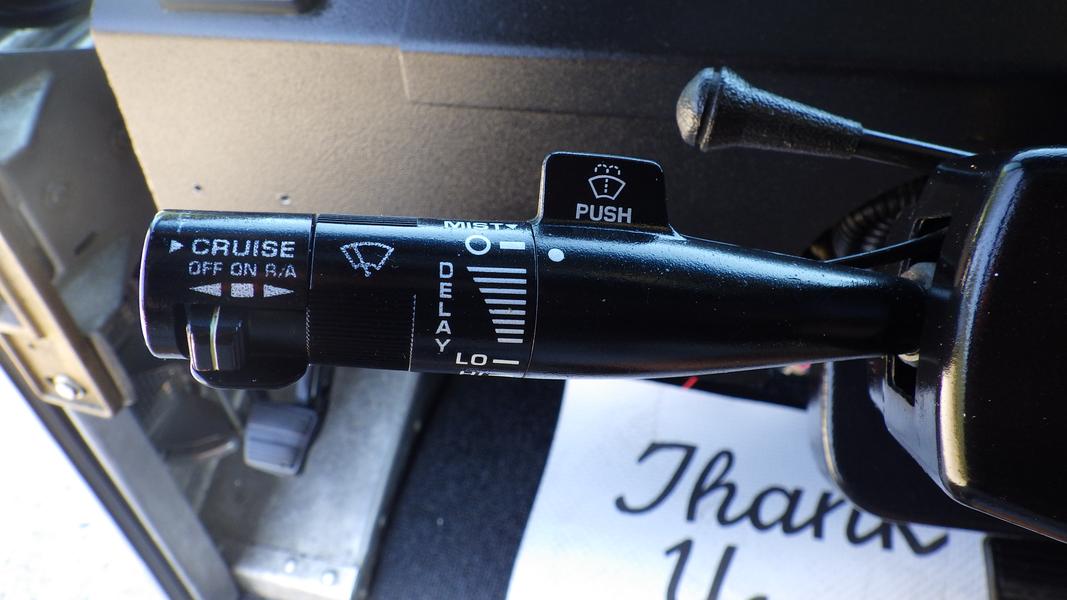 PUSH
MIST
CRUISE
OFF ON R/A
DELAY
LO
Thank